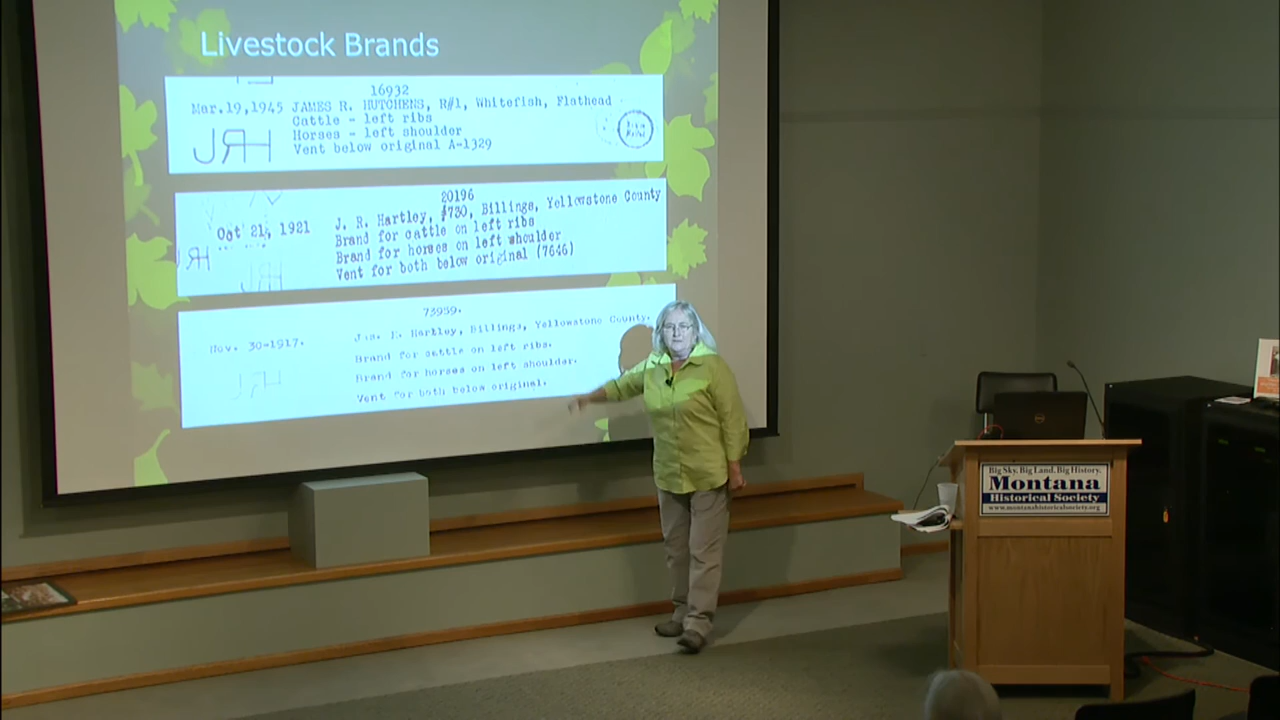 Livestock Brands
16932
Mar.19,1945 JAMES R. HUTCHENS, R#1, Whitefish, Flathead
Cattle - left ribs
Horses - left shoulder
Vent below original A-1329
JRH
20196
Oct 21, 1921
J. R. Hartley, #730, Billings, Yellowstone County
Brand for cattle on left ribs
Brand for horses on left shoulder
Vent for both below original (7646)
JRH
73959.
Nov. 30-1917.
Jas. R. Hartley, Billings, Yellowstone County.
Brand for cattle on left ribs.
Brand for horses on left shoulder.
Vent for both below original.
JRH
Big Sky. Big Land. Big History.
Montana
Historical Society
www.montanahistoricalsociety.org